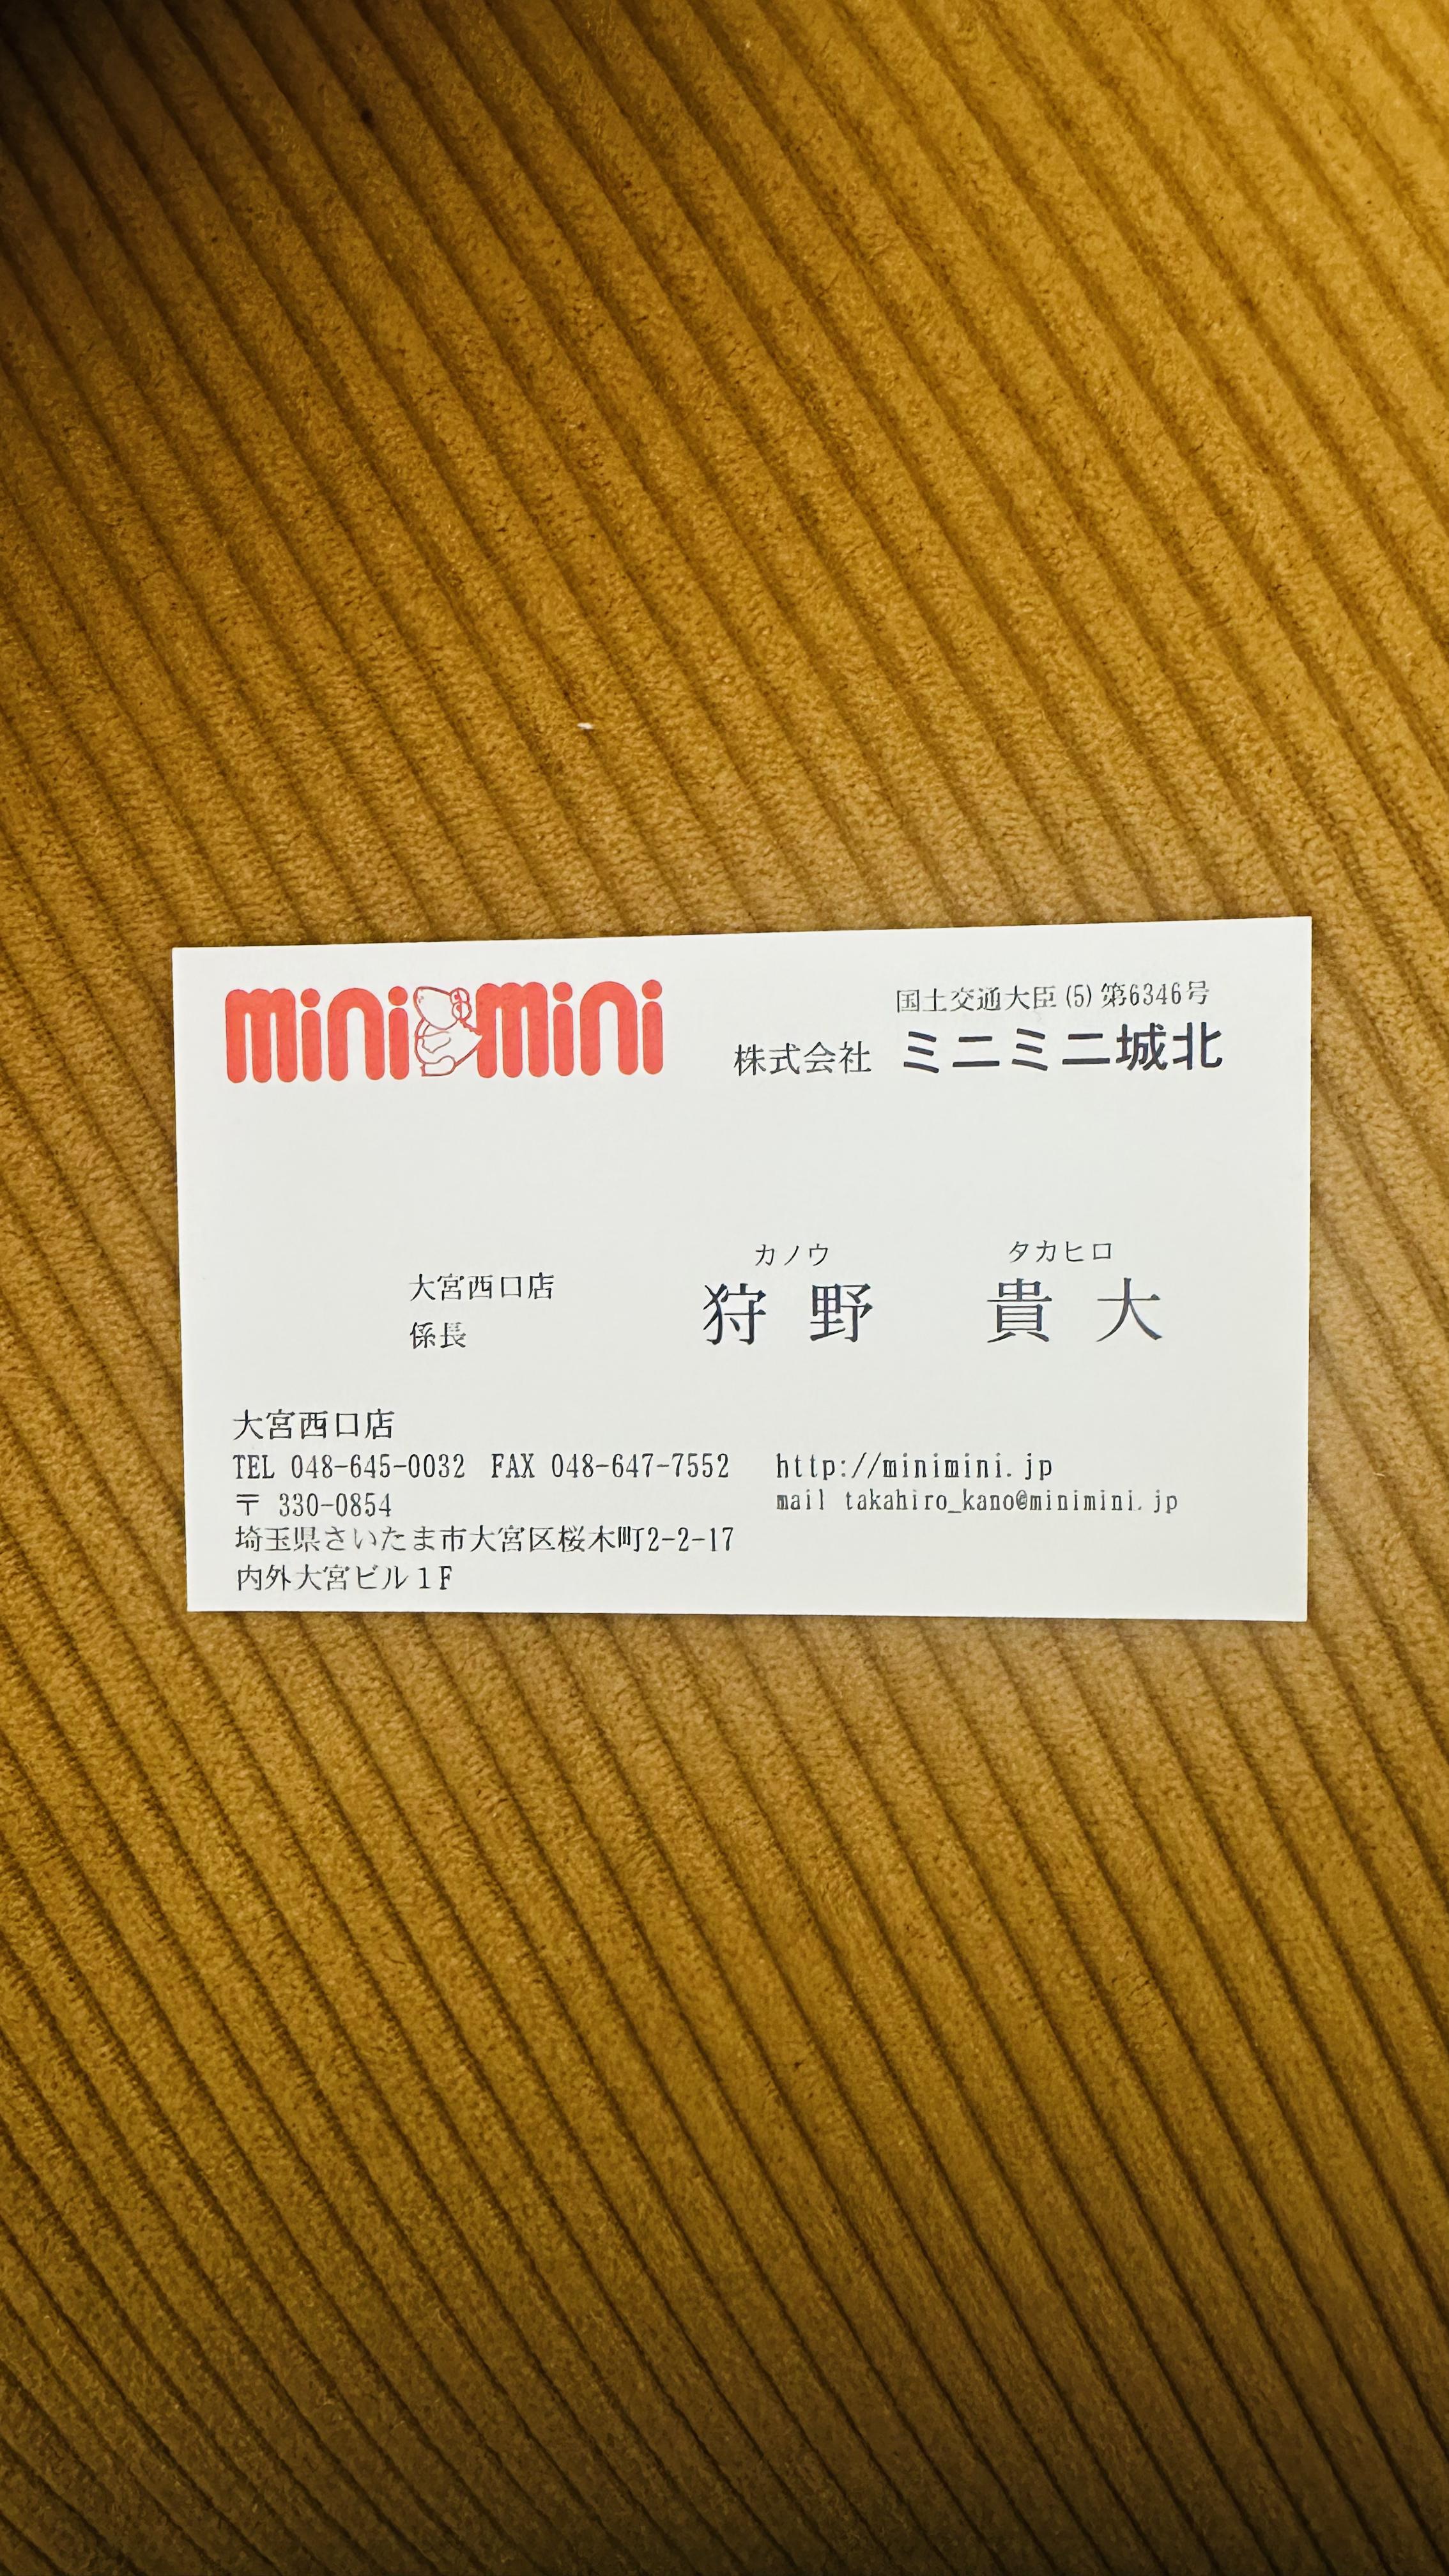 minimini
国土交通大臣(5)第6346号
株式会社 ミニミニ城北
カノウ タカヒロ
大宮西口店
係長
狩野 貴大
大宮西口店
TEL 048-645-0032 FAX 048-647-7552 http://minimini.jp
〒 330-0854 mail takahiro_kano@minimini.jp
埼玉県さいたま市大宮区桜木町2-2-17
内外大宮ビル1F